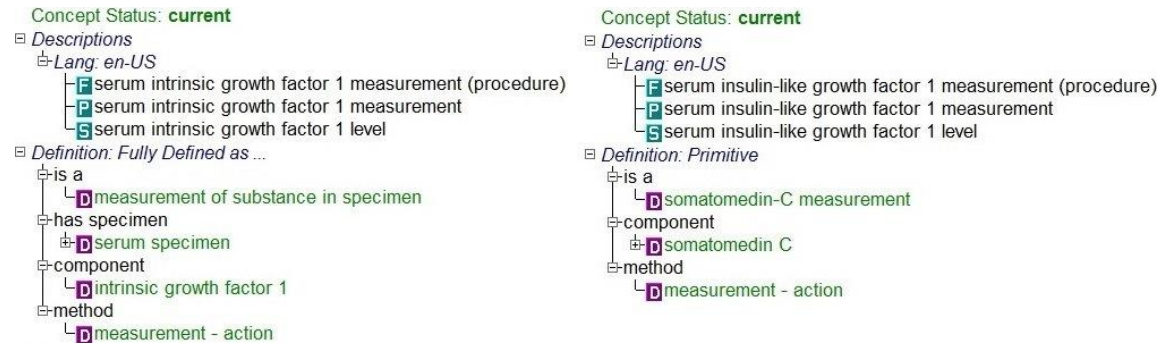 Concept Status: current
Descriptions
Lang: en-US
F serum intrinsic growth factor 1 measurement (procedure)
P serum intrinsic growth factor 1 measurement
S serum intrinsic growth factor 1 level
Definition: Fully Defined as ...
is a
D measurement of substance in specimen
has specimen
D serum specimen
component
D intrinsic growth factor 1
method
D measurement - action
Concept Status: current
Descriptions
Lang: en-US
F serum insulin-like growth factor 1 measurement (procedure)
P serum insulin-like growth factor 1 measurement
S serum insulin-like growth factor 1 level
Definition: Primitive
is a
D somatomedin-C measurement
component
D somatomedin C
method
D measurement - action